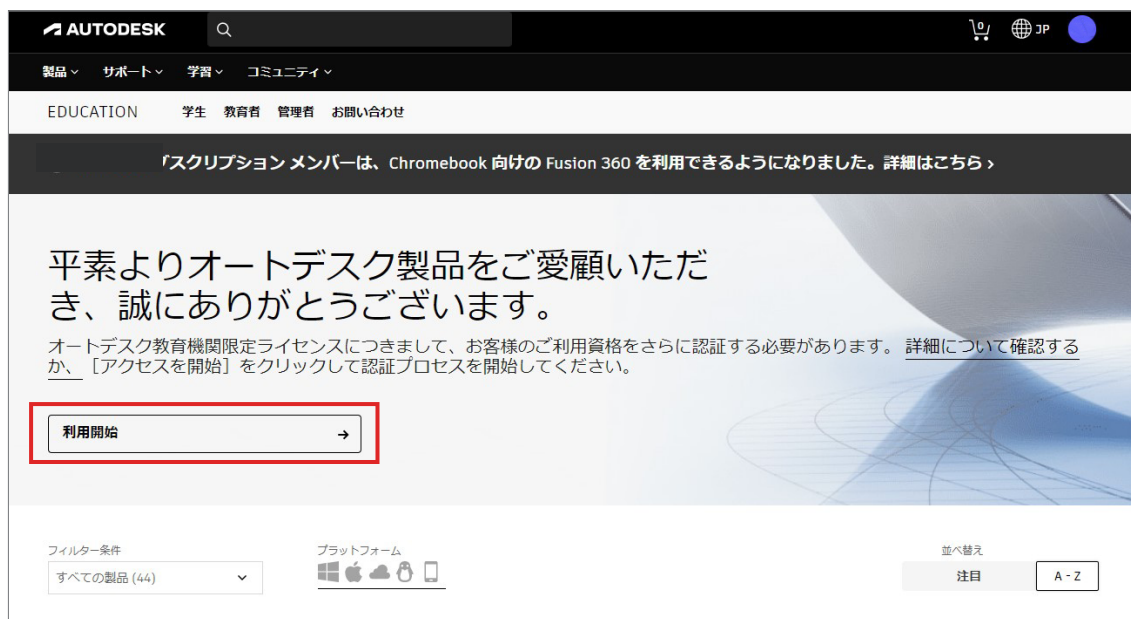 AUTODESK
0
JP
製品 サポート 学習 コミュニティ
EDUCATION 学生 教育者 管理者 お問い合わせ
スクリプション メンバーは、Chromebook 向けの Fusion 360 を利用できるようになりました。詳細はこちら >
平素よりオートデスク製品をご愛顧いただ
き、誠にありがとうございます。
オートデスク教育機関限定ライセンスにつきまして、お客様のご利用資格をさらに認証する必要があります。 詳細について確認する
か、［アクセスを開始］をクリックして認証プロセスを開始してください。
利用開始 →
フィルター条件 プラットフォーム 並べ替え
すべての製品 (44) 注目 A - Z